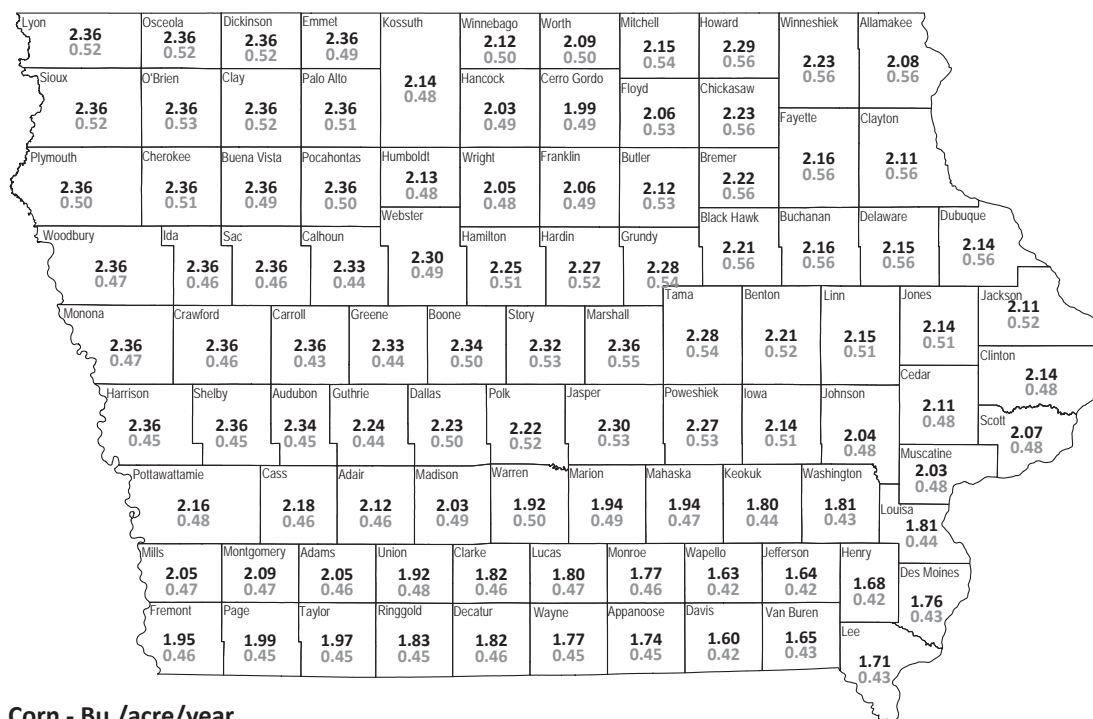 Lyon Osceola Dickinson Emmet Kossuth Winnebago Worth Mitchell Howard Winneshiek Allamakee
2.36 2.36 2.36 2.36 2.12 2.09 2.15 2.29 2.23 2.08
0.52 0.52 0.52 0.49 0.50 0.50 0.54 0.56 0.56 0.56
Sioux O'Brien Clay Palo Alto Hancock Cerro Gordo Floyd Chickasaw
2.36 2.36 2.36 2.36 2.14 2.03 1.99 2.06 2.23
0.52 0.53 0.52 0.51 0.48 0.49 0.49 0.53 0.56
Fayette Clayton
2.16 2.11
0.56 0.56
Plymouth Cherokee Buena Vista Pocahontas Humboldt Wright Franklin Butler Bremer
2.36 2.36 2.36 2.36 2.13 2.05 2.06 2.12 2.22
0.50 0.51 0.49 0.50 0.48 0.48 0.49 0.53 0.56
Webster Black Hawk Buchanan Delaware Dubuque
2.30 2.21 2.16 2.15 2.14
0.49 0.56 0.56 0.56 0.56
Woodbury Ida Sac Calhoun Hamilton Hardin Grundy
2.36 2.36 2.36 2.33 2.25 2.27 2.28
0.47 0.46 0.46 0.44 0.51 0.52 0.54
Tama Benton Linn Jones Jackson
2.28 2.21 2.15 2.14 2.11
0.54 0.52 0.51 0.51 0.52
Monona Crawford Carroll Greene Boone Story Marshall
2.36 2.36 2.36 2.33 2.34 2.32 2.36
0.47 0.46 0.43 0.44 0.50 0.53 0.55
Cedar Clinton
2.11 2.14
0.48 0.48
Harrison Shelby Audubon Guthrie Dallas Polk Jasper Poweshiek Iowa Johnson Scott
2.36 2.36 2.34 2.24 2.23 2.22 2.30 2.27 2.14 2.04 2.07
0.45 0.45 0.45 0.44 0.50 0.52 0.53 0.53 0.51 0.48 0.48
Muscatine
2.03
0.48
Pottawattamie Cass Adair Madison Warren Marion Mahaska Keokuk Washington Louisa
2.16 2.18 2.12 2.03 1.92 1.94 1.94 1.80 1.81 1.81
0.48 0.46 0.46 0.49 0.50 0.49 0.47 0.44 0.43 0.44
Mills Montgomery Adams Union Clarke Lucas Monroe Wapello Jefferson Henry Des Moines
2.05 2.09 2.05 1.92 1.82 1.80 1.77 1.63 1.64 1.68 1.76
0.47 0.47 0.46 0.48 0.46 0.47 0.46 0.42 0.42 0.42 0.43
Fremont Page Taylor Ringgold Decatur Wayne Appanoose Davis Van Buren Lee
1.95 1.99 1.97 1.83 1.82 1.77 1.74 1.60 1.65 1.71
0.46 0.45 0.45 0.45 0.46 0.45 0.45 0.42 0.43 0.43
Corn - Bu./acre/year